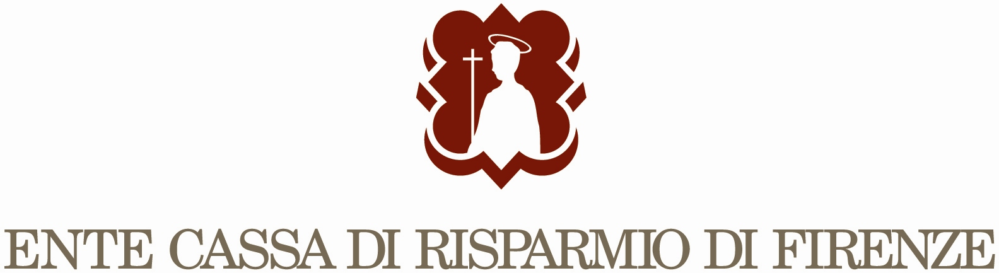 ENTE CASSA DI RISPARMIO DI FIRENZE